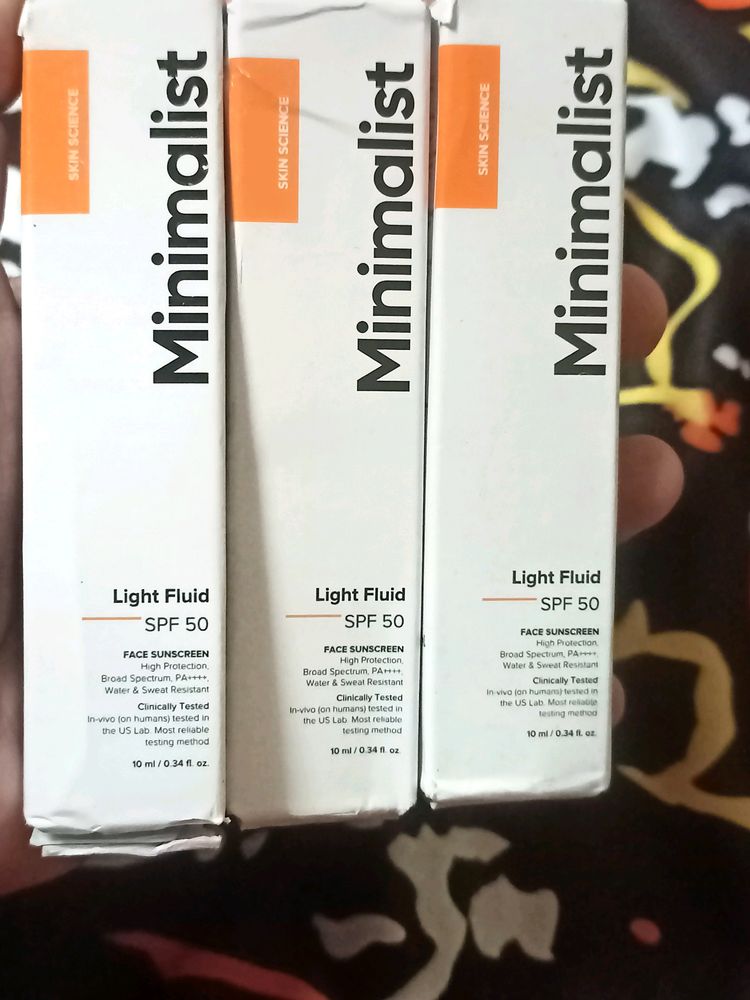 SKIN SCIENCE
Minimalist
Light Fluid
SPF 50
FACE SUNSCREEN
High Protection,
Broad Spectrum, PA++++,
Water & Sweat Resistant
Clinically Tested
In-vivo (on humans) tested in
the US Lab. Most reliable
testing method
10 ml / 0.34 fl. oz.
SKIN SCIENCE
Minimalist
Light Fluid
SPF 50
FACE SUNSCREEN
High Protection,
Broad Spectrum, PA++++,
Water & Sweat Resistant
Clinically Tested
In-vivo (on humans) tested in
the US Lab. Most reliable
testing method
10 ml / 0.34 fl. oz.
SKIN SCIENCE
Minimalist
Light Fluid
SPF 50
FACE SUNSCREEN
High Protection,
Broad Spectrum, PA++++,
Water & Sweat Resistant
Clinically Tested
In-vivo (on humans) tested in
the US Lab. Most reliable
testing method
10 ml / 0.34 fl. oz.